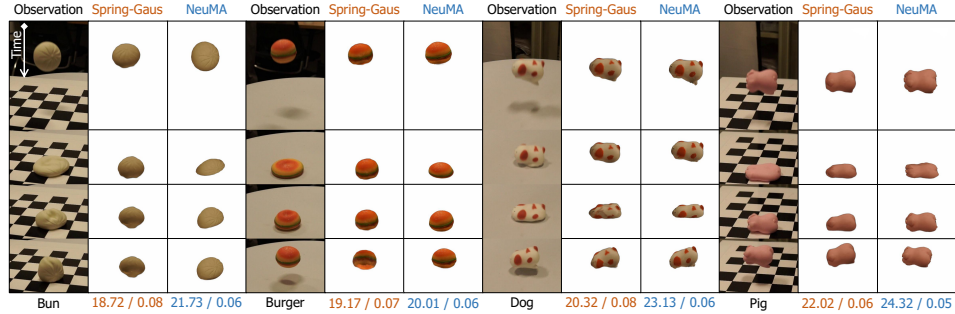 Observation Spring-Gaus NeuMA Observation Spring-Gaus NeuMA Observation Spring-Gaus NeuMA Observation Spring-Gaus NeuMA
Time
Bun 18.72 / 0.08 21.73 / 0.06 Burger 19.17 / 0.07 20.01 / 0.06 Dog 20.32 / 0.08 23.13 / 0.06 Pig 22.02 / 0.06 24.32 / 0.05